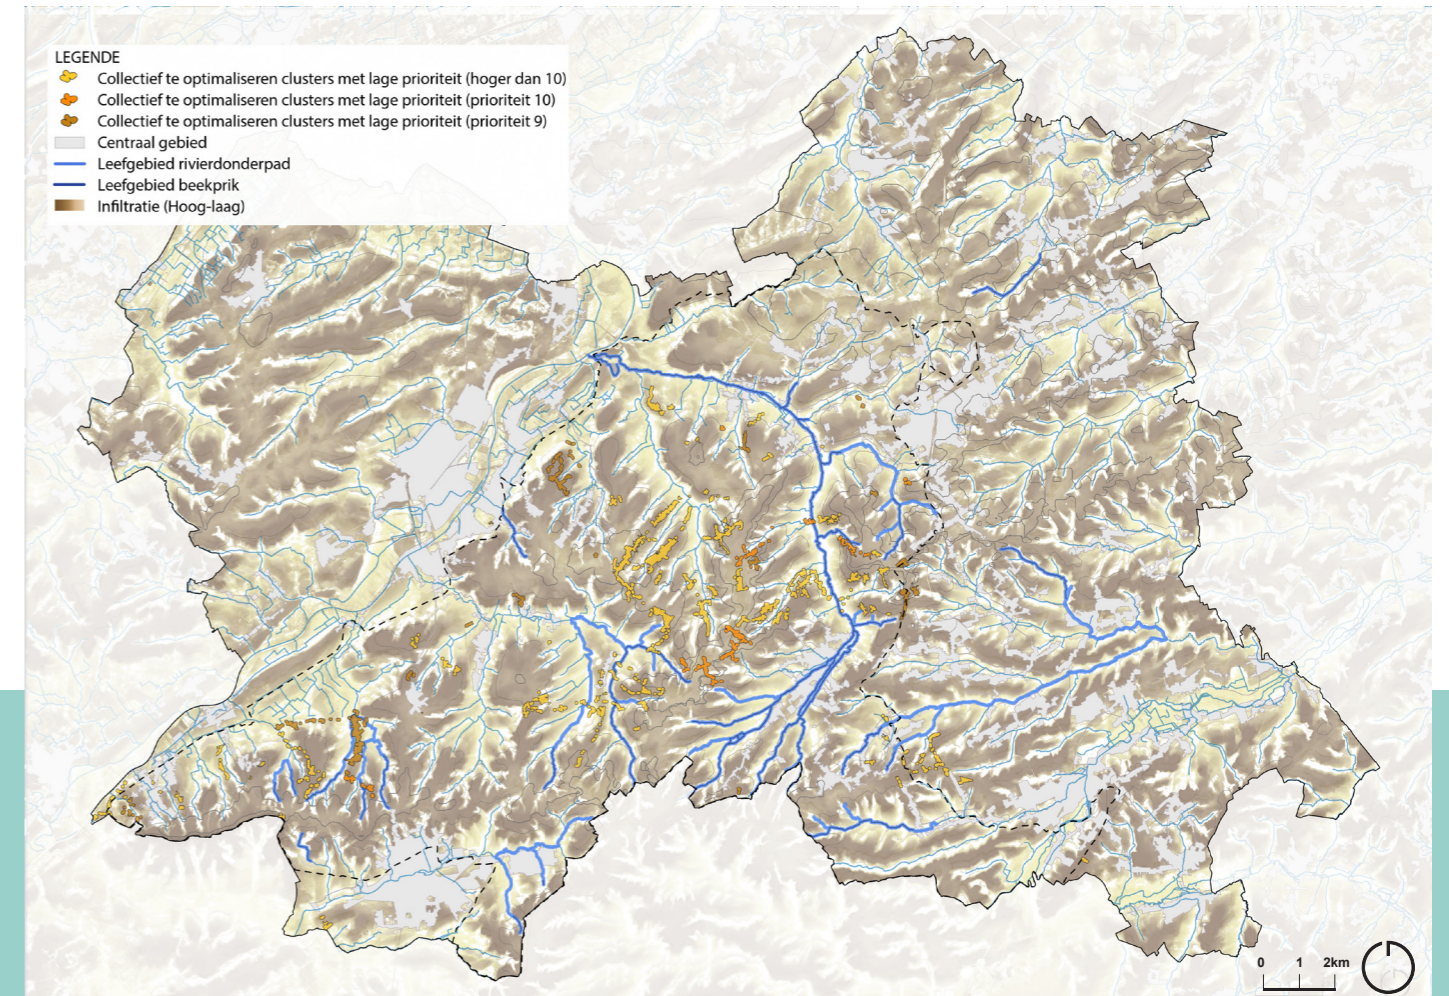 LEGENDE
Collectief te optimaliseren clusters met lage prioriteit (hoger dan 10)
Collectief te optimaliseren clusters met lage prioriteit (prioriteit 10)
Collectief te optimaliseren clusters met lage prioriteit (prioriteit 9)
Centraal gebied
Leefgebied rivierdonderpad
Leefgebied beekprik
Infiltratie (Hoog-laag)
0 1 2km